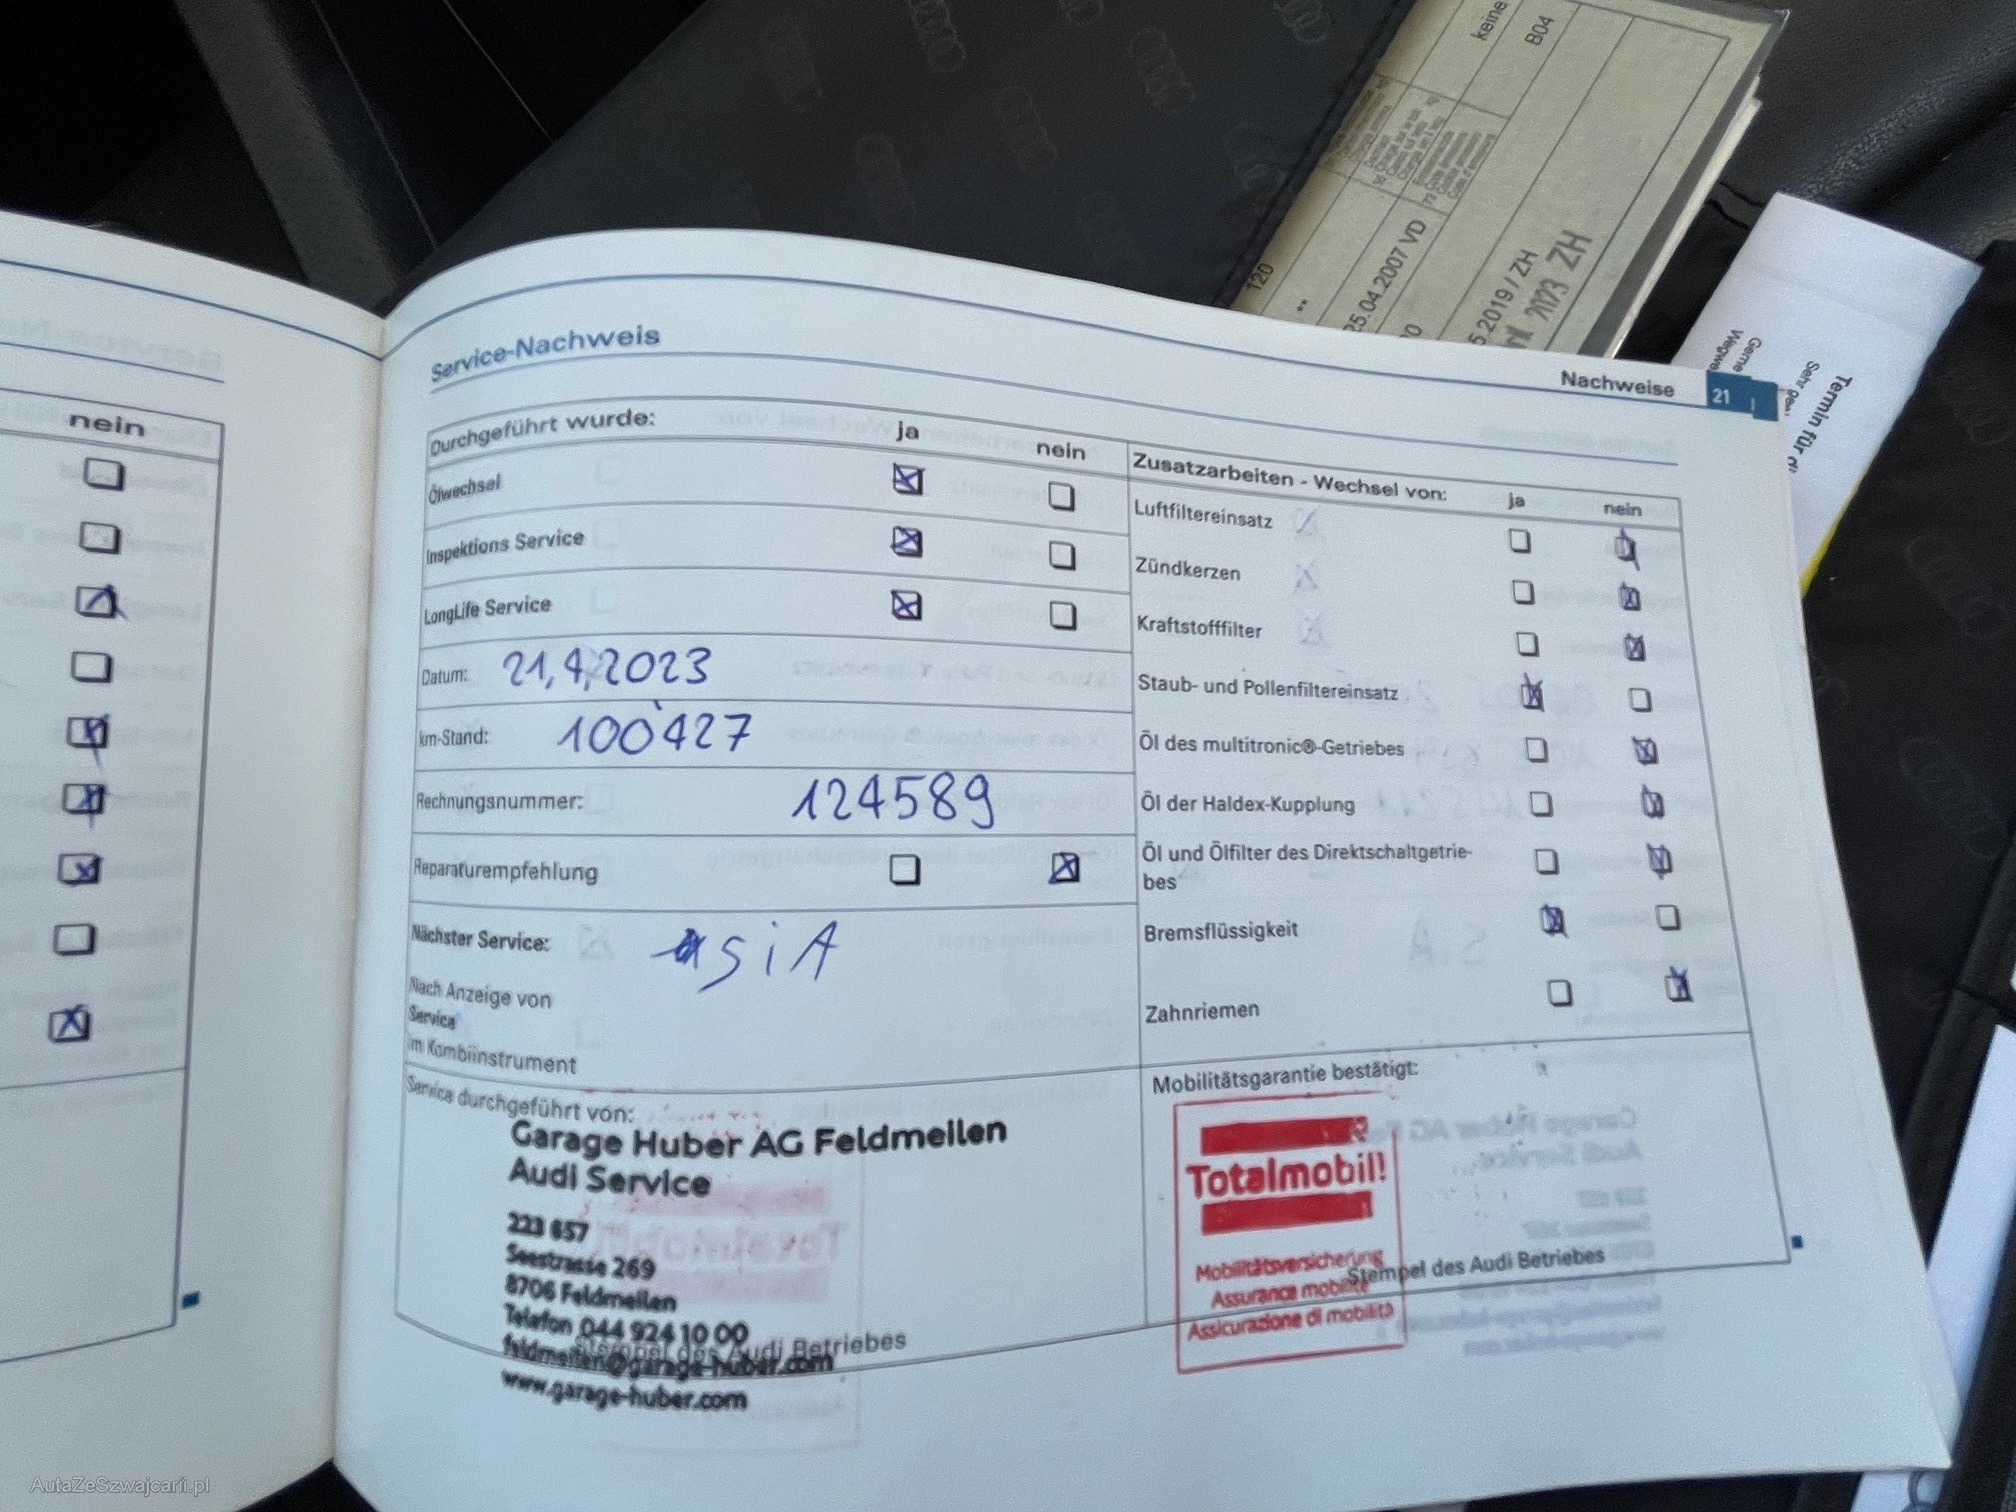 keine
B04
120
**
25.04.2007 VD
5.2019 / ZH
2023 ZH
Termin für
nein
Service-Nachweis
Nachweise 21
Durchgeführt wurde: ja nein
Ölwechsel
Inspektions Service
LongLife Service
Datum: 21.4.2023
km-Stand: 100'427
Rechnungsnummer: 124589
Reparaturempfehlung
Nächster Service: SiA
Nach Anzeige von
Service
im Kombiinstrument
Service durchgeführt von:
Garage Huber AG Feldmeilen
Audi Service
223 657
Seestrasse 269
8706 Feldmeilen
Telefon 044 924 10 00
feldmeilen@garage-huber.com
www.garage-huber.com
Stempel des Audi Betriebes
Zusatzarbeiten - Wechsel von: ja nein
Luftfiltereinsatz
Zündkerzen
Kraftstofffilter
Staub- und Pollenfiltereinsatz
Öl des multitronic®-Getriebes
Öl der Haldex-Kupplung
Öl und Ölfilter des Direktschaltgetrie-
bes
Bremsflüssigkeit
Zahnriemen
Mobilitätsgarantie bestätigt:
Totalmobil!
Mobilitätsversicherung
Assurance mobilité
Assicurazione di mobilità
Stempel des Audi Betriebes
AutaZeSzwajcarii.pl